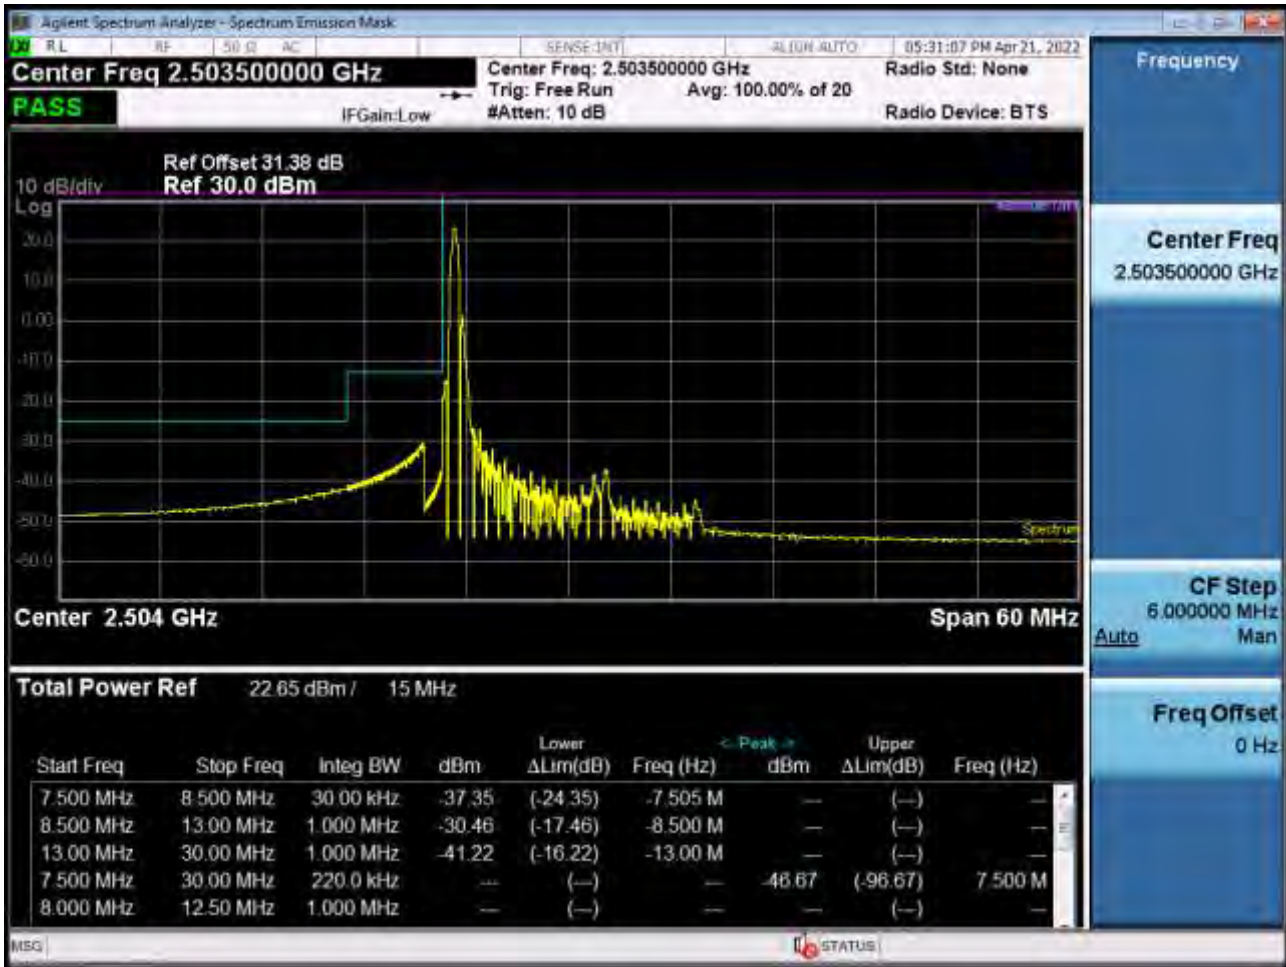 Agilent Spectrum Analyzer - Spectrum Emission Mask
LXI RL RF 50 Ω AC SENSE:INT ALIGN AUTO 05:31:07 PM Apr 21, 2022
Center Freq 2.503500000 GHz
Center Freq: 2.503500000 GHz
Radio Std: None
Trig: Free Run
Avg: 100.00% of 20
PASS
IFGain:Low
#Atten: 10 dB
Radio Device: BTS
Ref Offset 31.38 dB
10 dB/div
Ref 30.0 dBm
Log
20.0
10.0
0.00
-10.0
-20.0
-30.0
-40.0
-50.0
-60.0
Spectrum
Center 2.504 GHz
Span 60 MHz
Total Power Ref 22.65 dBm / 15 MHz
Lower <- Peak -> Upper
Start Freq Stop Freq Integ BW dBm ΔLim(dB) Freq (Hz) dBm ΔLim(dB) Freq (Hz)
7.500 MHz 8.500 MHz 30.00 kHz -37.35 (-24.35) -7.505 M --- (---) ---
8.500 MHz 13.00 MHz 1.000 MHz -30.46 (-17.46) -8.500 M --- (---) ---
13.00 MHz 30.00 MHz 1.000 MHz -41.22 (-16.22) -13.00 M --- (---) ---
7.500 MHz 30.00 MHz 220.0 kHz --- (---) --- -46.67 (-96.67) 7.500 M
8.000 MHz 12.50 MHz 1.000 MHz --- (---) --- --- (---) ---
MSG
STATUS
Frequency
Center Freq
2.503500000 GHz
CF Step
6.000000 MHz
Auto Man
Freq Offset
0 Hz